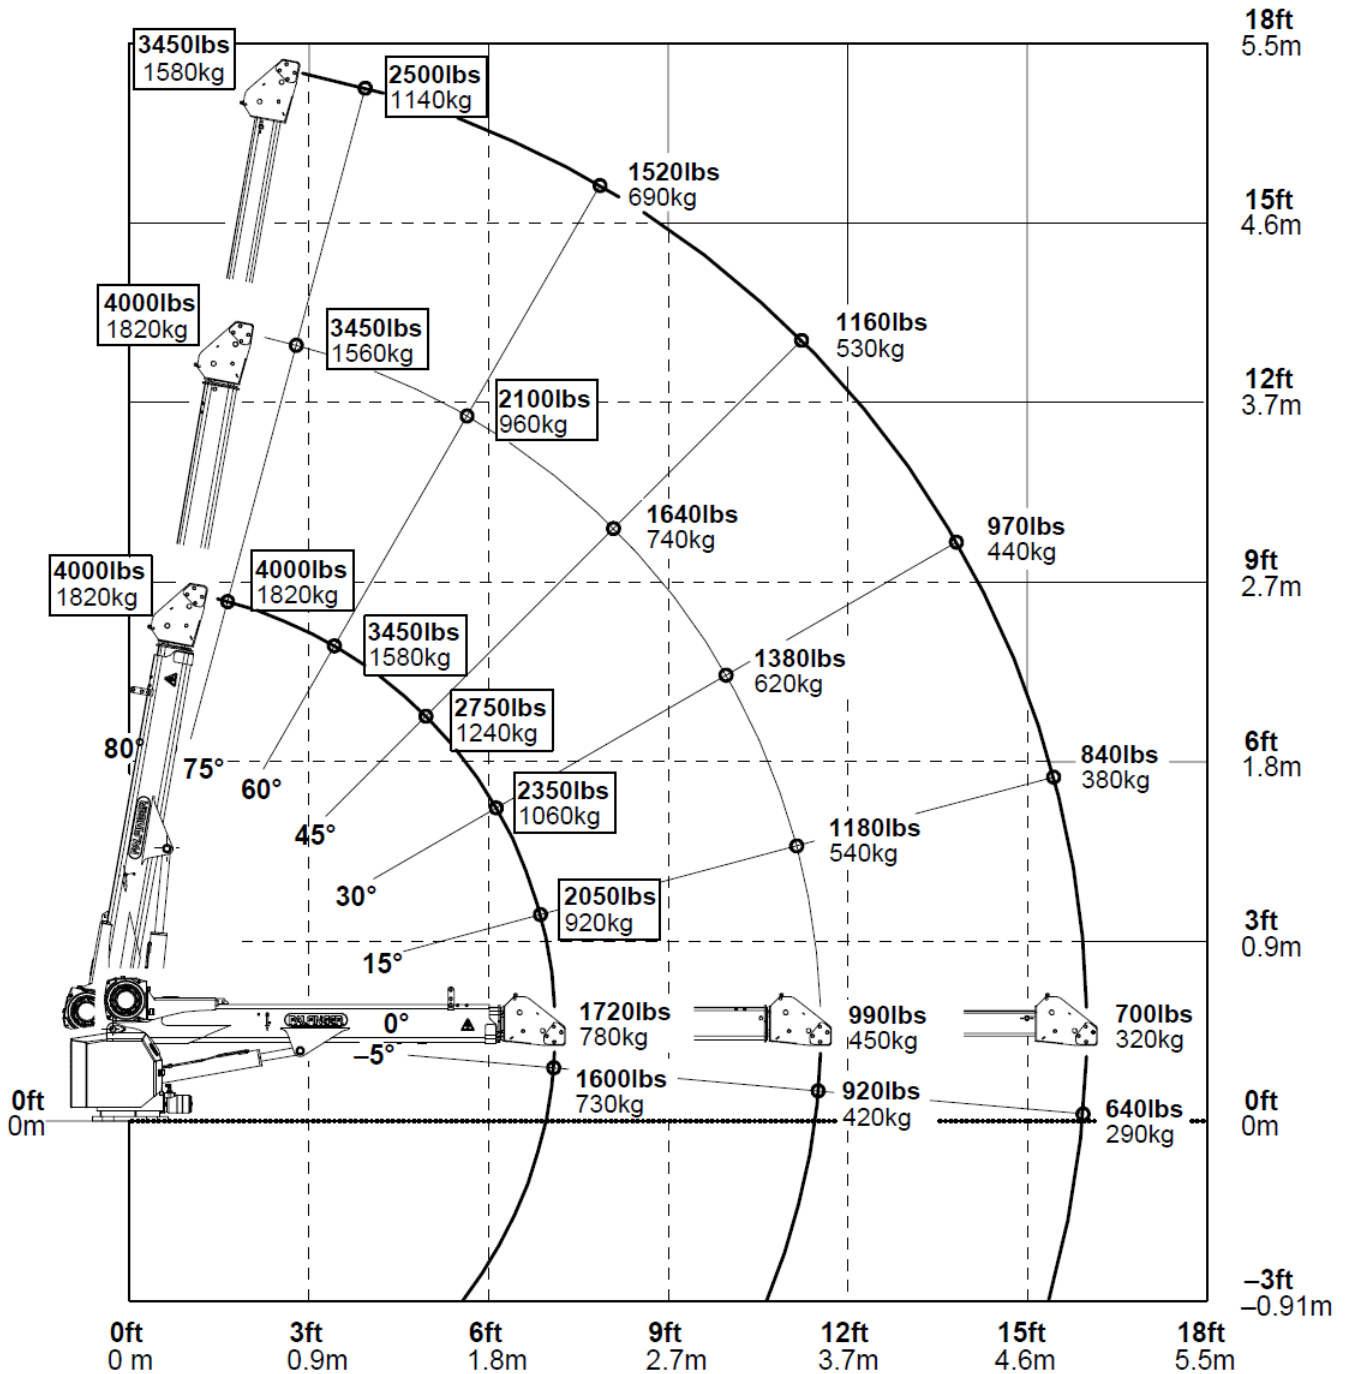 18ft
5.5m
3450lbs
1580kg
2500lbs
1140kg
1520lbs
690kg
15ft
4.6m
4000lbs
1820kg
3450lbs
1560kg
1160lbs
530kg
12ft
3.7m
2100lbs
960kg
1640lbs
740kg
970lbs
440kg
9ft
2.7m
4000lbs
1820kg
4000lbs
1820kg
3450lbs
1580kg
1380lbs
620kg
2750lbs
1240kg
80°
75°
60°
45°
30°
15°
6ft
1.8m
840lbs
380kg
2350lbs
1060kg
1180lbs
540kg
PALFINGER
2050lbs
920kg
3ft
0.9m
PALFINGER
0°
–5°
1720lbs
780kg
990lbs
450kg
700lbs
320kg
1600lbs
730kg
920lbs
420kg
640lbs
290kg
0ft
0m
0ft
0m
–3ft
–0.91m
0ft
0 m
3ft
0.9m
6ft
1.8m
9ft
2.7m
12ft
3.7m
15ft
4.6m
18ft
5.5m